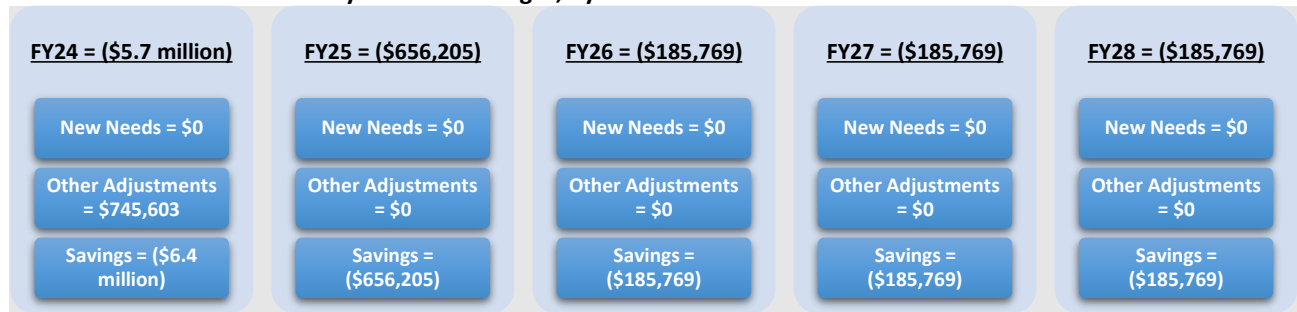 FY24 = ($5.7 million)
New Needs = $0
Other Adjustments
= $745,603
Savings = ($6.4
million)
FY25 = ($656,205)
New Needs = $0
Other Adjustments
= $0
Savings =
($656,205)
FY26 = ($185,769)
New Needs = $0
Other Adjustments
= $0
Savings =
($185,769)
FY27 = ($185,769)
New Needs = $0
Other Adjustments
= $0
Savings =
($185,769)
FY28 = ($185,769)
New Needs = $0
Other Adjustments
= $0
Savings =
($185,769)